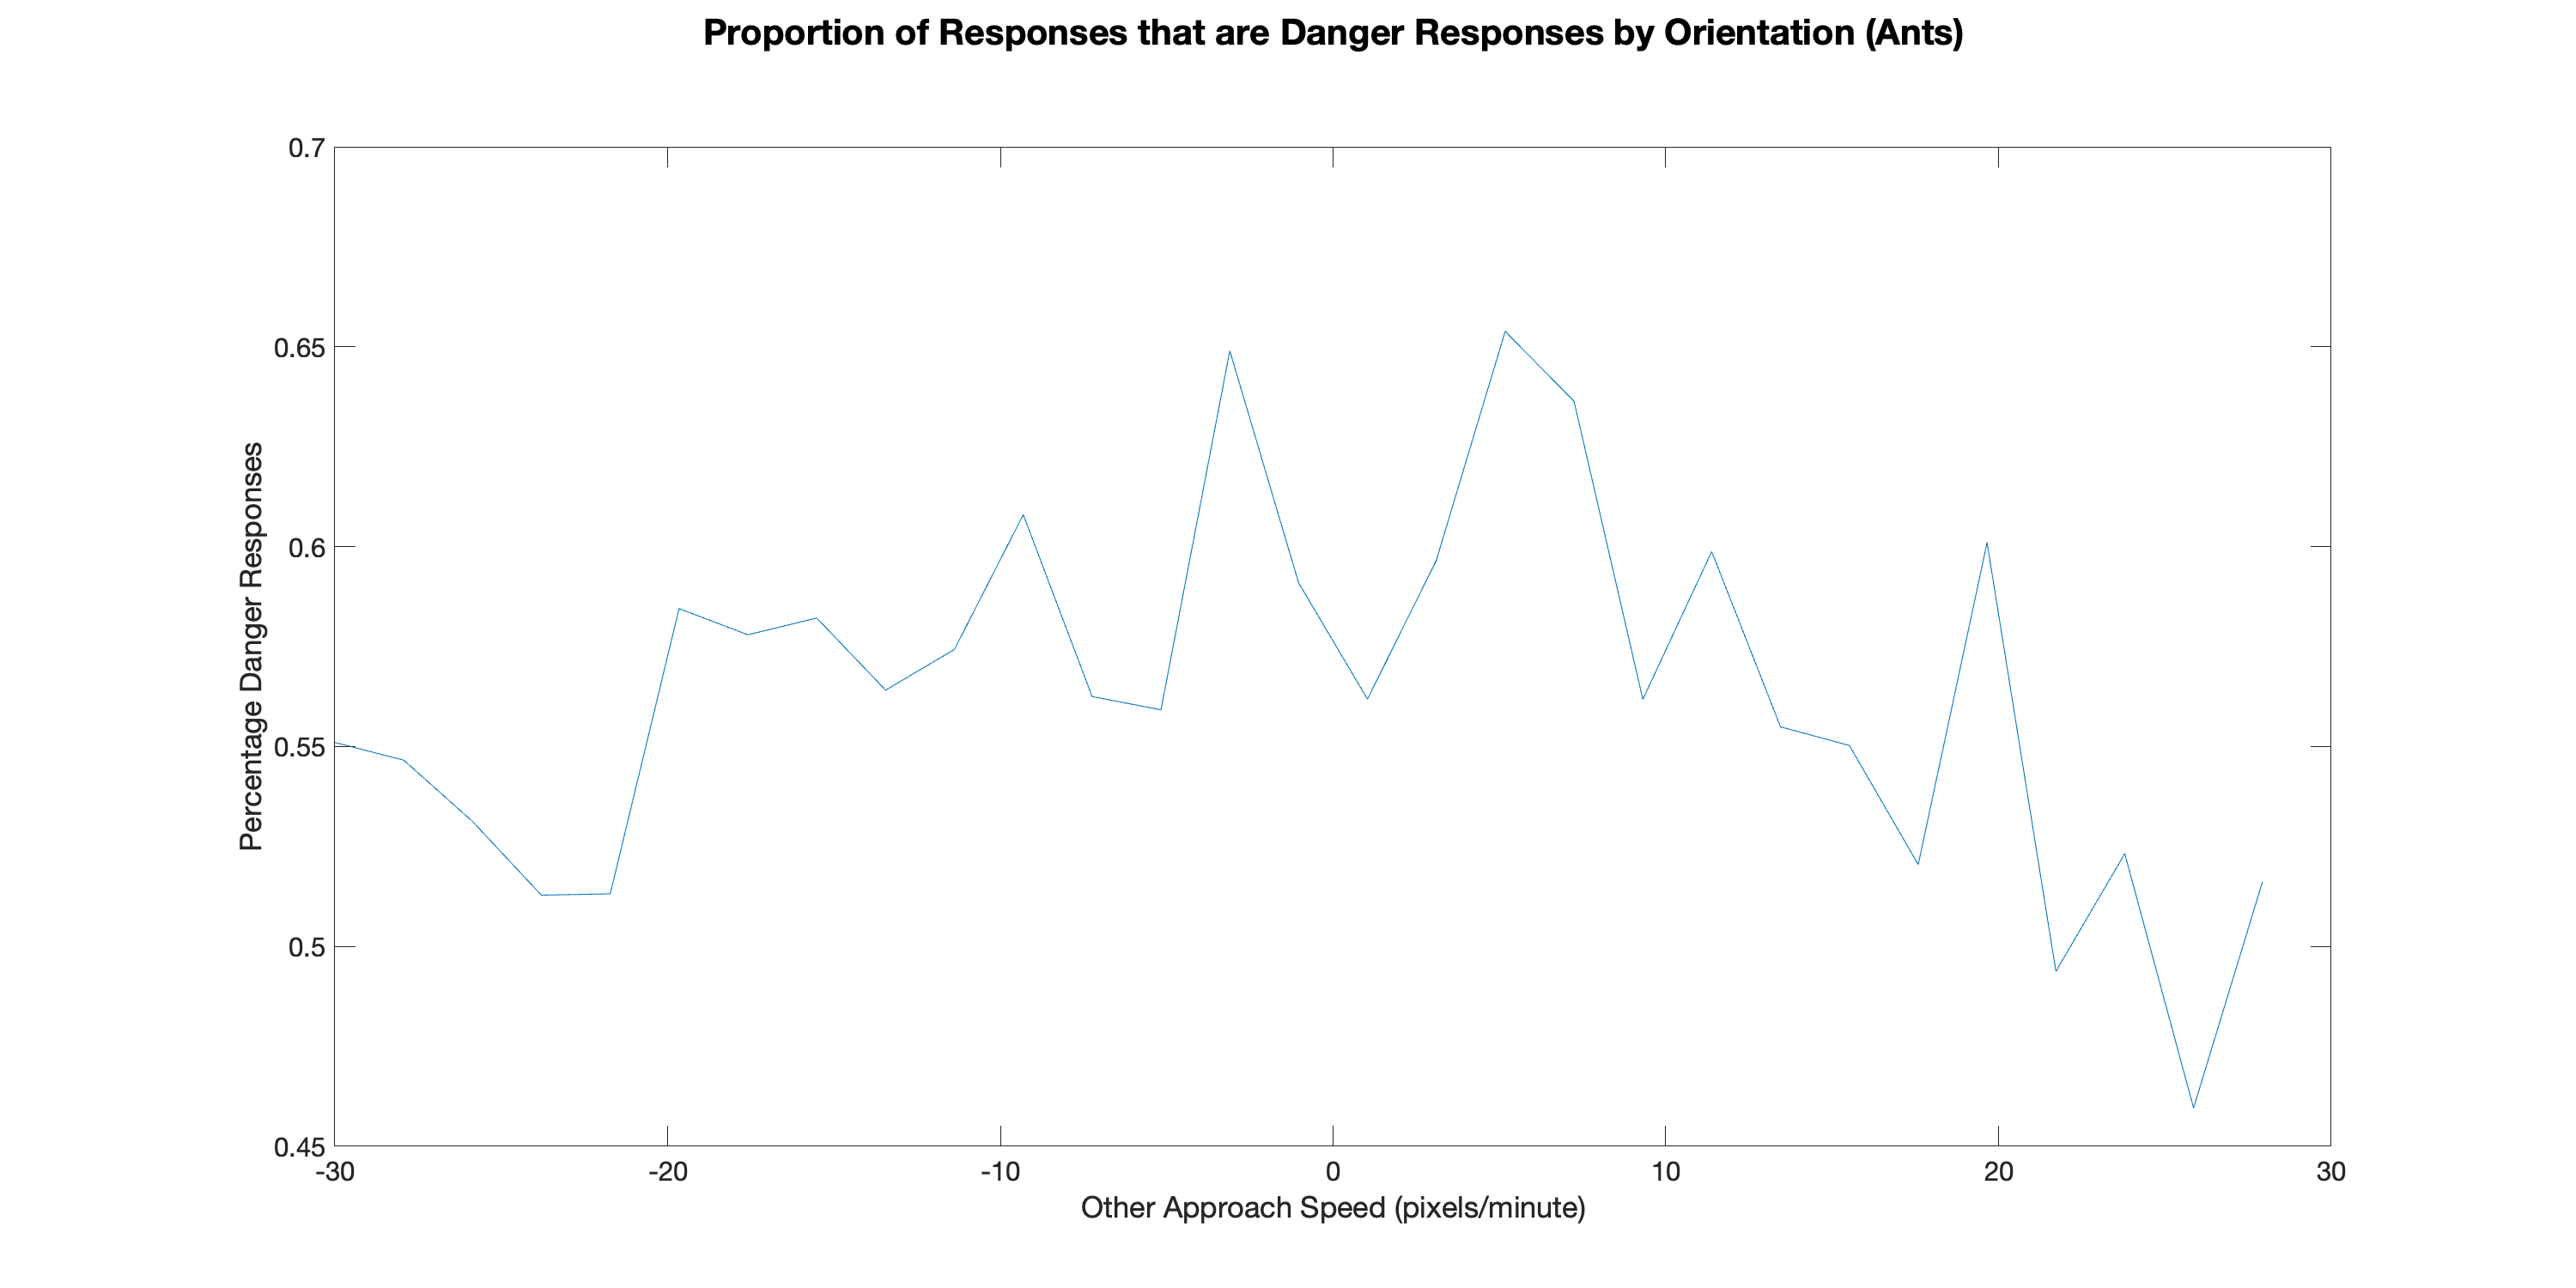 Proportion of Responses that are Danger Responses by Orientation (Ants)
0.7
0.65
0.6
0.55
0.5
0.45
Percentage Danger Responses
-30 -20 -10 0 10 20 30
Other Approach Speed (pixels/minute)